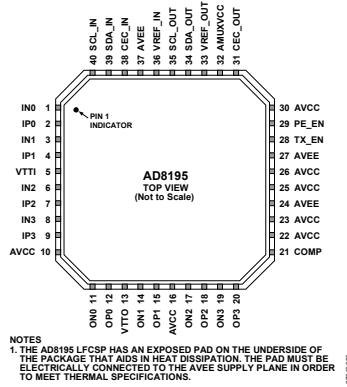 40 SCL_IN
39 SDA_IN
38 CEC_IN
37 AVEE
36 VREF_IN
35 SCL_OUT
34 SDA_OUT
33 VREF_OUT
32 AMUXVCC
31 CEC_OUT
IN0 1
IP0 2
IN1 3
IP1 4
VTTI 5
IN2 6
IP2 7
IN3 8
IP3 9
AVCC 10
PIN 1
INDICATOR
AD8195
TOP VIEW
(Not to Scale)
30 AVCC
29 PE_EN
28 TX_EN
27 AVEE
26 AVCC
25 AVCC
24 AVEE
23 AVCC
22 AVCC
21 COMP
ON0 11
OP0 12
VTTO 13
ON1 14
OP1 15
AVCC 16
ON2 17
OP2 18
ON3 19
OP3 20
NOTES
1. THE AD8195 LFCSP HAS AN EXPOSED PAD ON THE UNDERSIDE OF
THE PACKAGE THAT AIDS IN HEAT DISSIPATION. THE PAD MUST BE
ELECTRICALLY CONNECTED TO THE AVEE SUPPLY PLANE IN ORDER
TO MEET THERMAL SPECIFICATIONS.